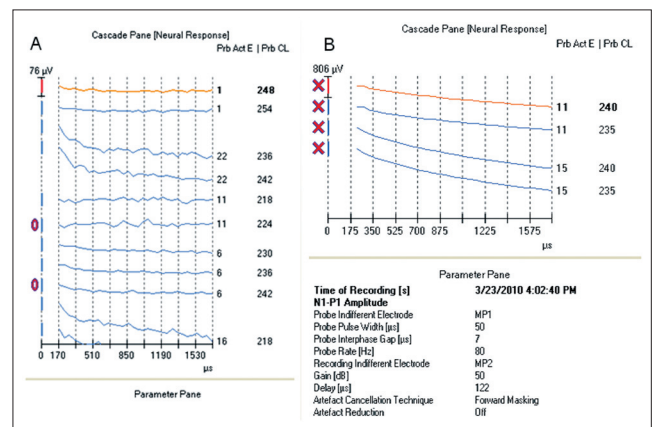 A
Cascade Pane [Neural Response]
Prb Act E | Prb CL
76 µV
1 248
1 254
22 236
22 242
11 218
11 224
6 230
6 236
6 242
16 218
0 170 510 850 1190 1530
µs
Parameter Pane
B
Cascade Pane [Neural Response]
Prb Act E | Prb CL
806 µV
11 240
11 235
15 240
15 235
0 175 350 525 700 875 1225 1575
µs
Parameter Pane
Time of Recording [s] 3/23/2010 4:02:40 PM
N1-P1 Amplitude
Probe Indifferent Electrode MP1
Probe Pulse Width [µs] 50
Probe Interphase Gap [µs] 7
Probe Rate [Hz] 80
Recording Indifferent Electrode MP2
Gain [dB] 50
Delay [µs] 122
Artefact Cancellation Technique Forward Masking
Artefact Reduction Off